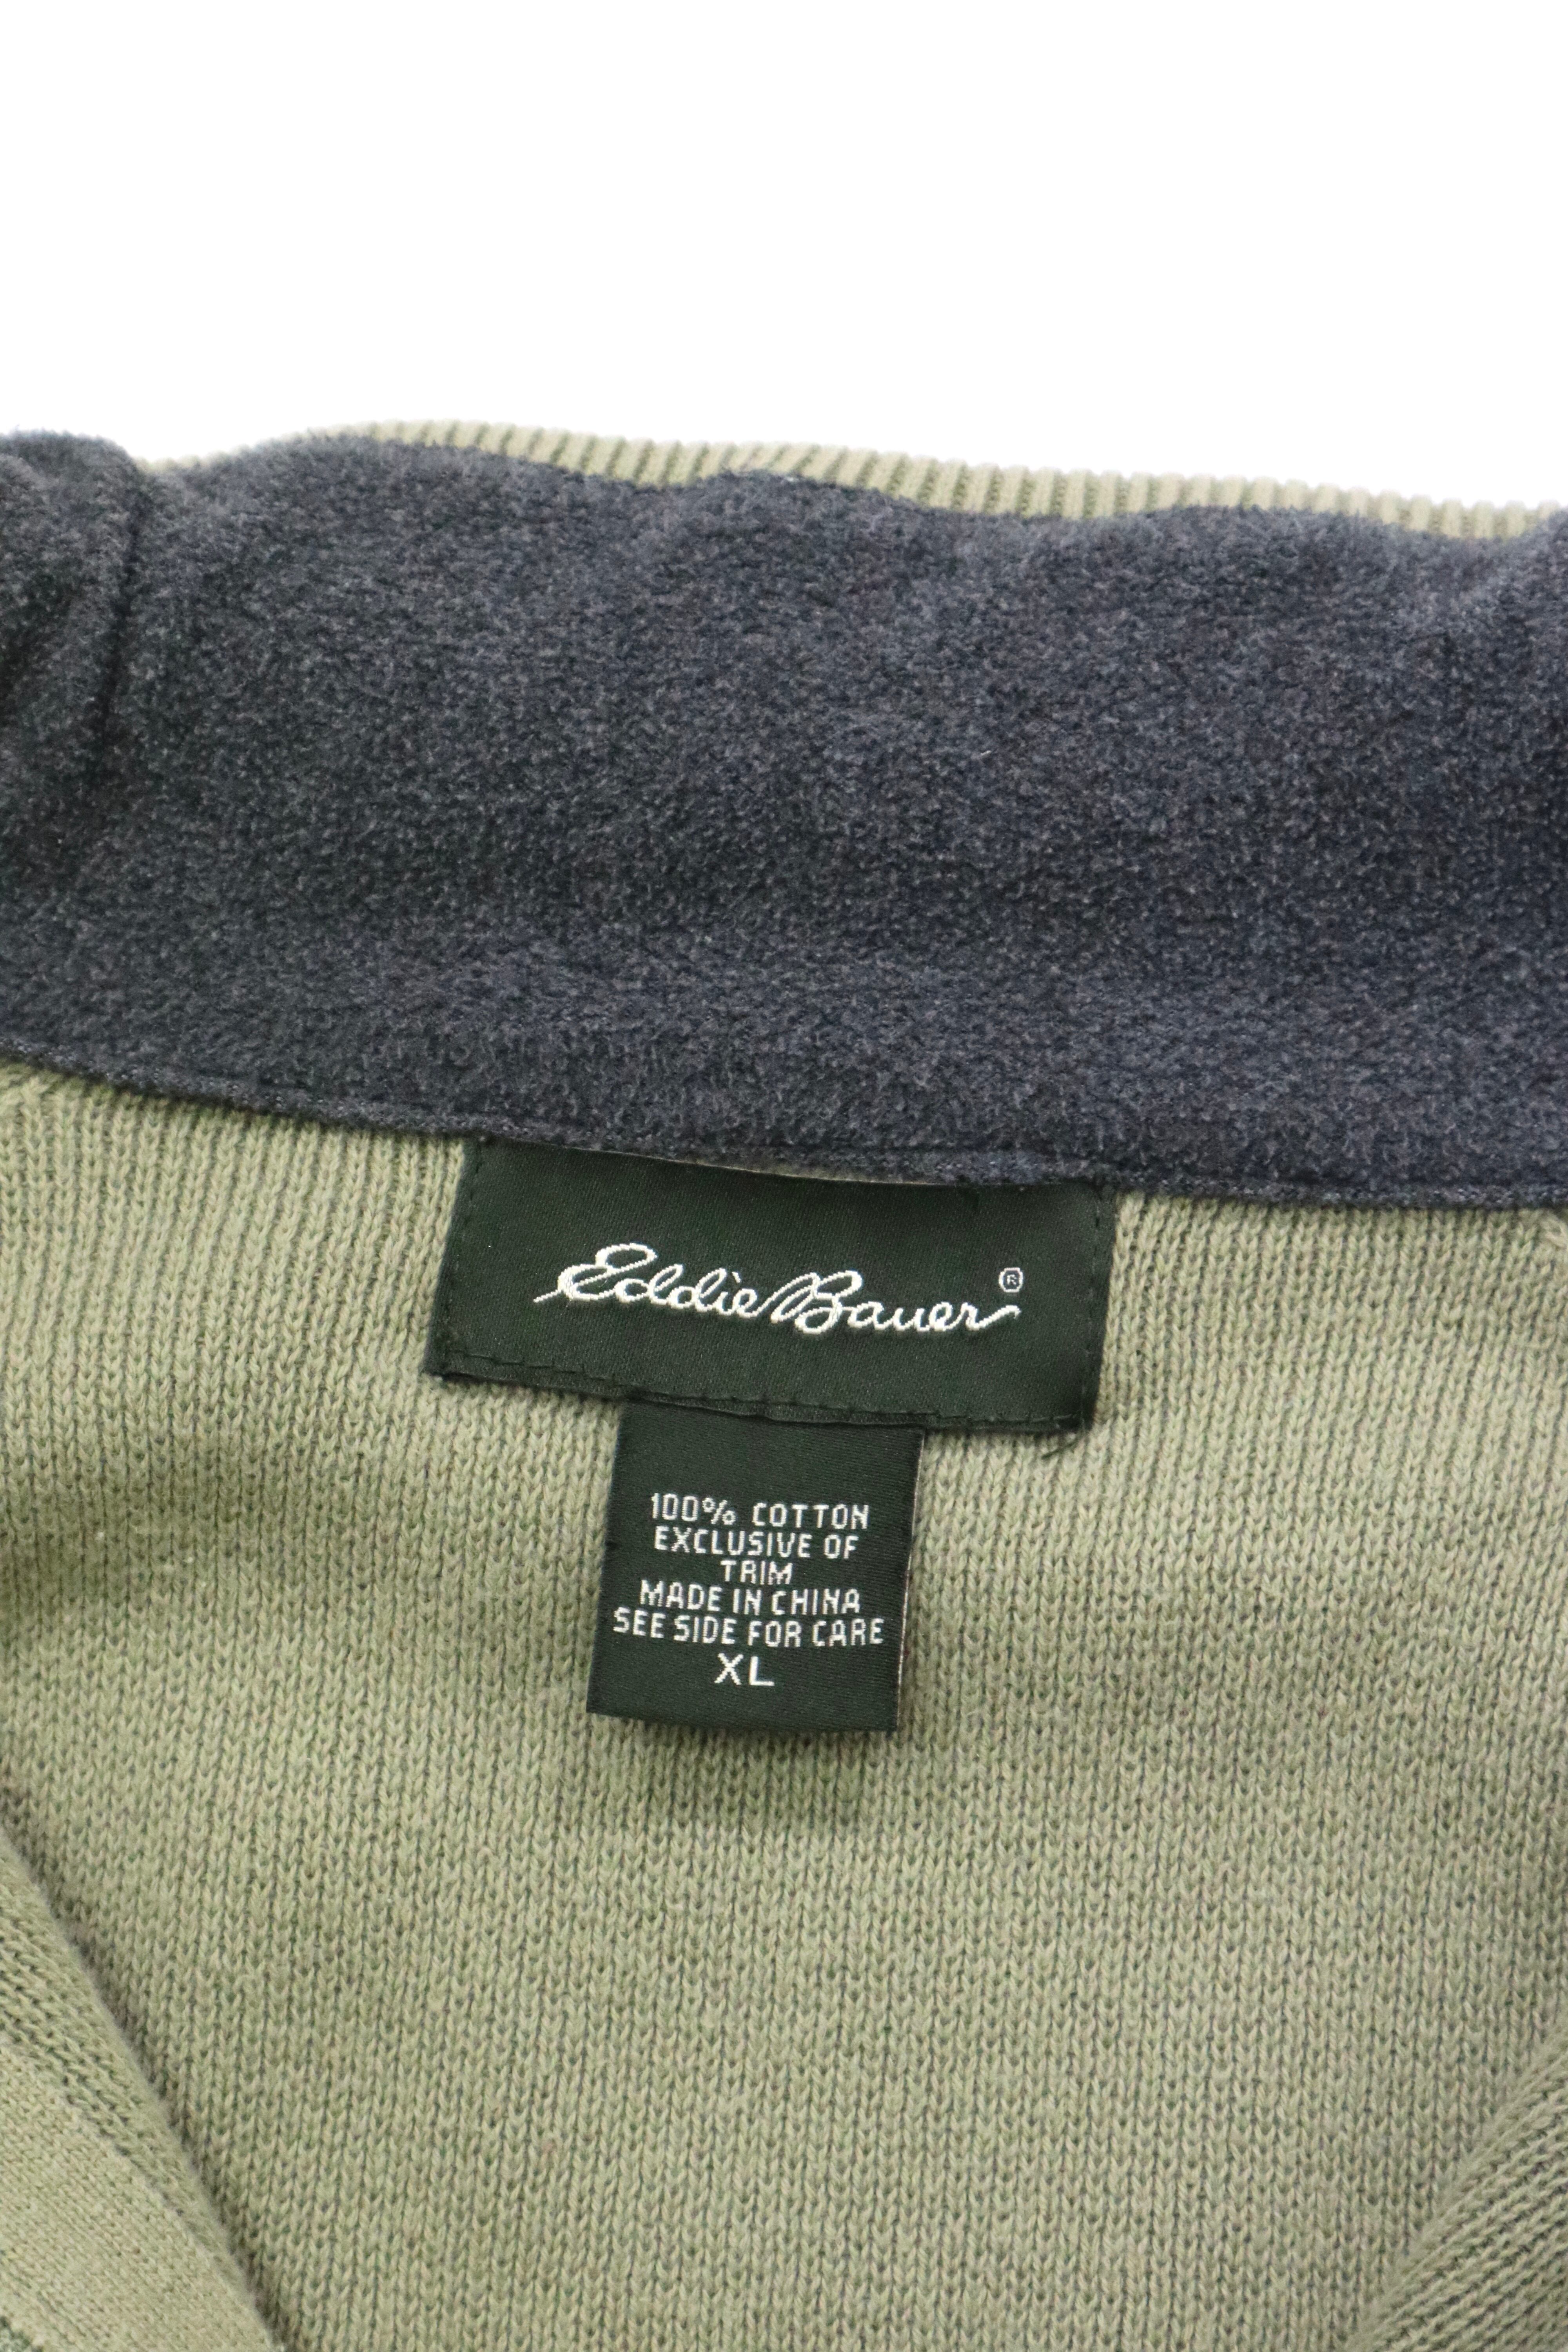 Eddie Bauer®
100% COTTON
EXCLUSIVE OF
TRIM
MADE IN CHINA
SEE SIDE FOR CARE
XL